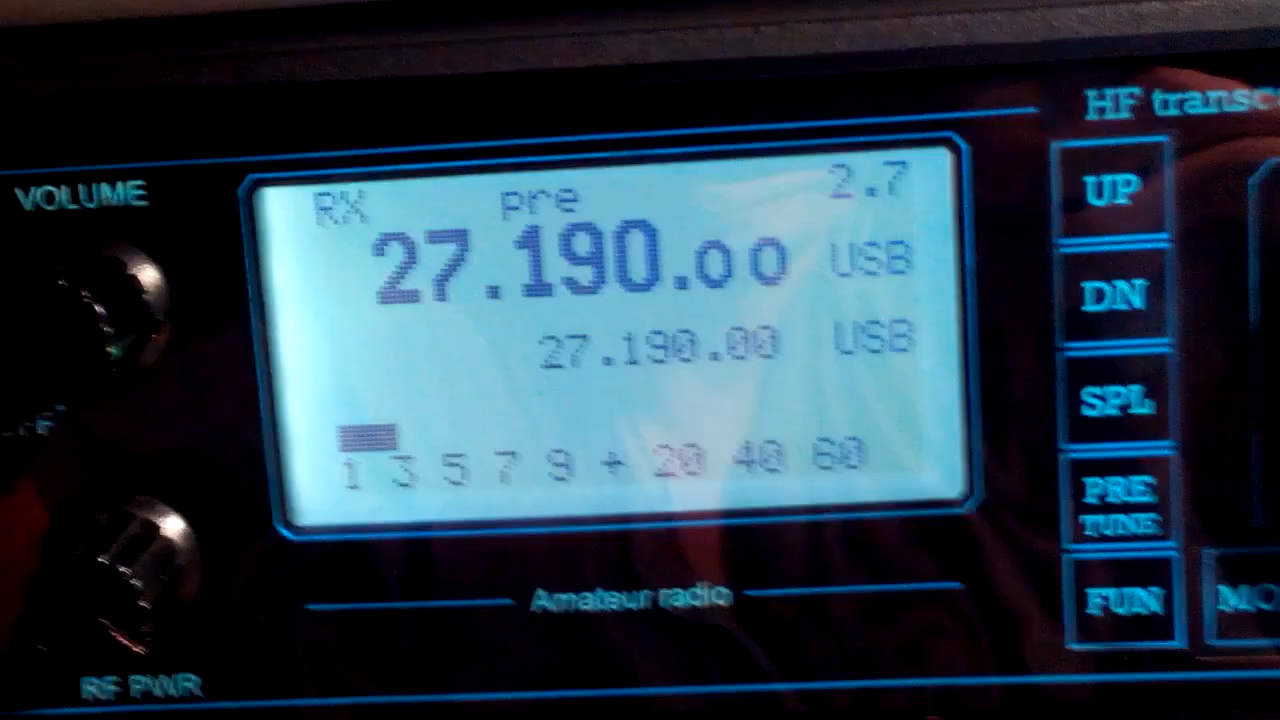 HF transc
VOLUME
RX pre 2.7
27.190.00 USB
27.190.00 USB
1 3 5 7 9 + 20 40 60
Amateur radio
RF PWR
UP
DN
SPL
PRE
TUNE
FUN
MO